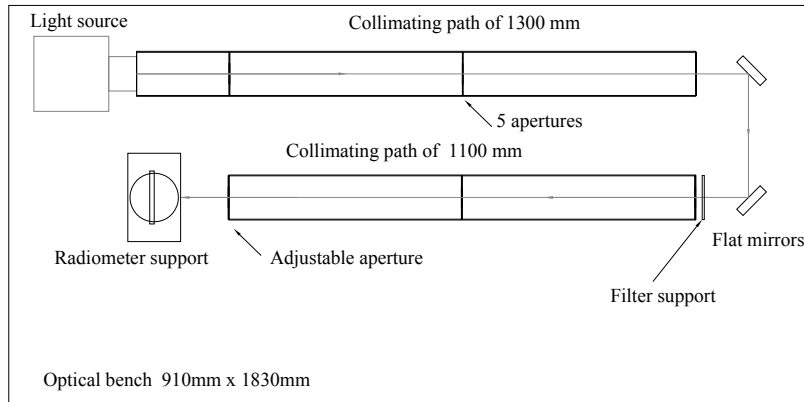 Light source
Collimating path of 1300 mm
5 apertures
Collimating path of 1100 mm
Radiometer support
Adjustable aperture
Flat mirrors
Filter support
Optical bench 910mm x 1830mm